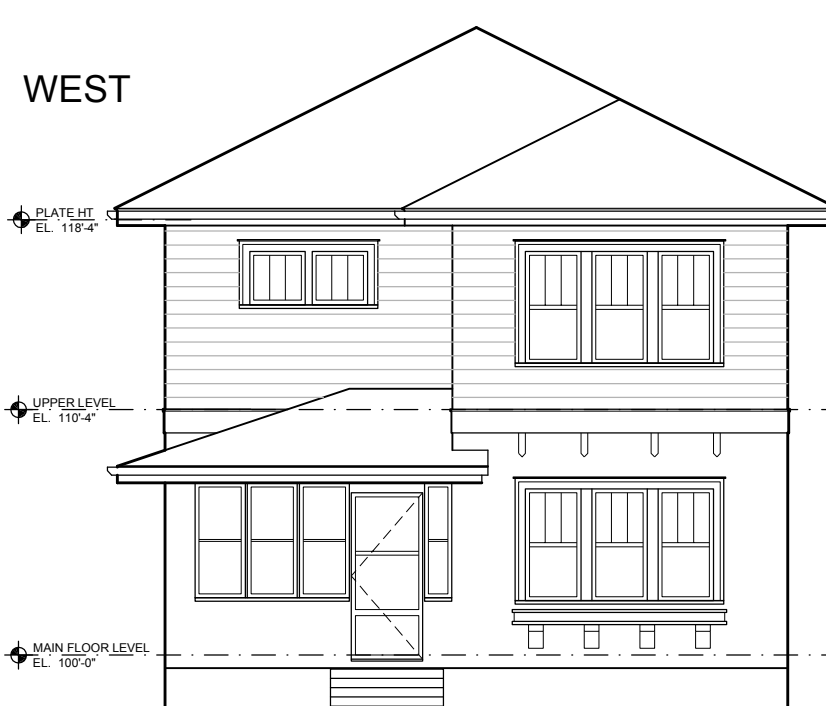 WEST
PLATE HT
EL. 118'-4"
UPPER LEVEL
EL. 110'-4"
MAIN FLOOR LEVEL
EL. 100'-0"